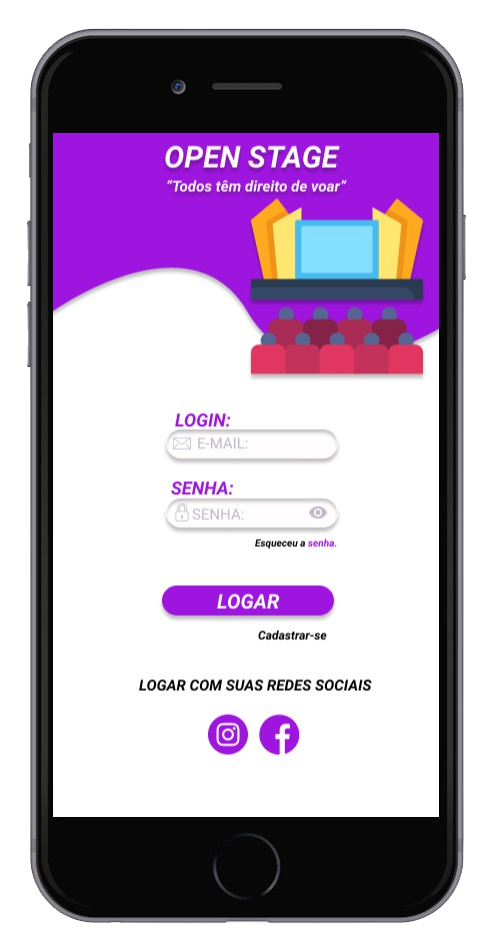 OPEN STAGE
“Todos têm direito de voar”
LOGIN:
E-MAIL:
SENHA:
SENHA:
Esqueceu a senha.
LOGAR
Cadastrar-se
LOGAR COM SUAS REDES SOCIAIS